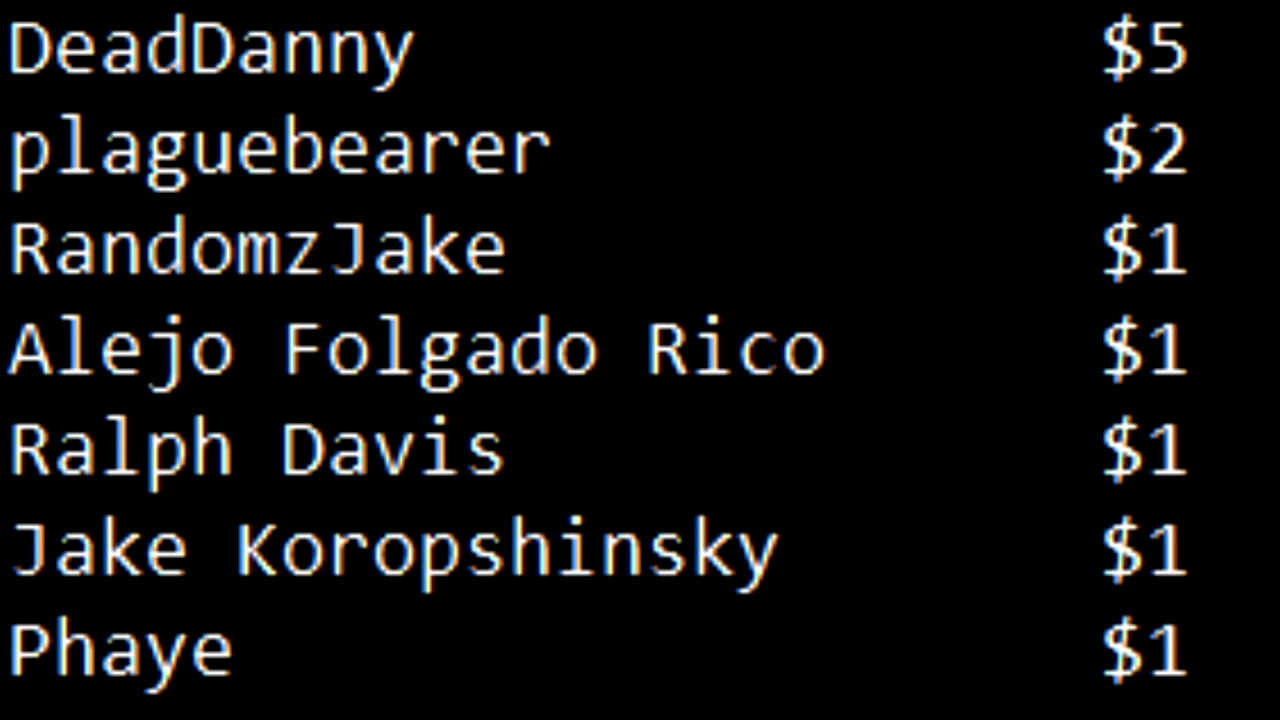 DeadDanny $5
plaguebearer $2
RandomzJake $1
Alejo Folgado Rico $1
Ralph Davis $1
Jake Koropshinsky $1
Phaye $1